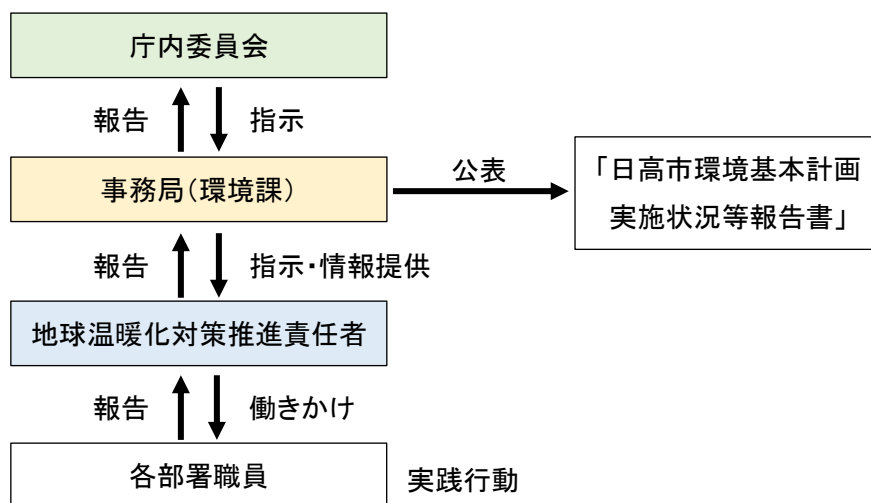 庁内委員会
報告
指示
事務局(環境課)
公表
「日高市環境基本計画
実施状況等報告書」
報告
指示・情報提供
地球温暖化対策推進責任者
報告
働きかけ
各部署職員
実践行動